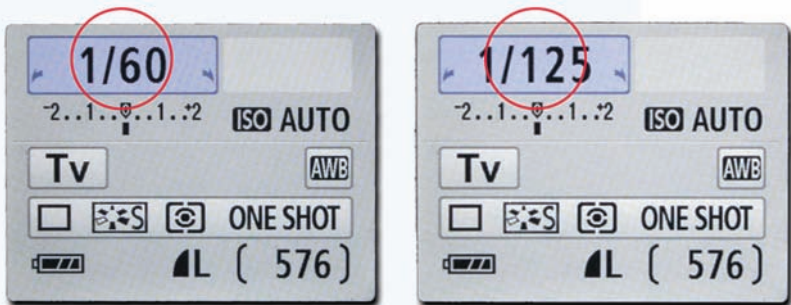 1/60
-2..1..0..1..+2 ISO AUTO
Tv AWB
S ONE SHOT
L [ 576 ]
1/125
-2..1..0..1..+2 ISO AUTO
Tv AWB
S ONE SHOT
L [ 576 ]